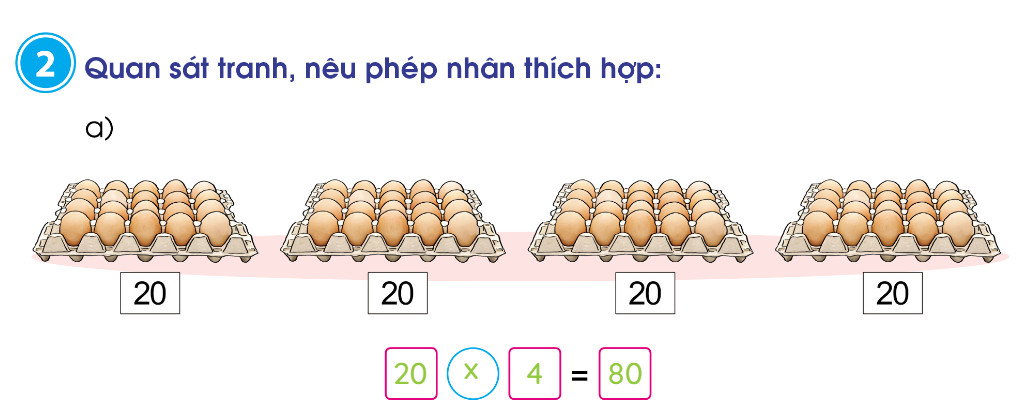 2 Quan sát tranh, nêu phép nhân thích hợp:
a)
20 20 20 20
20 x 4 = 80